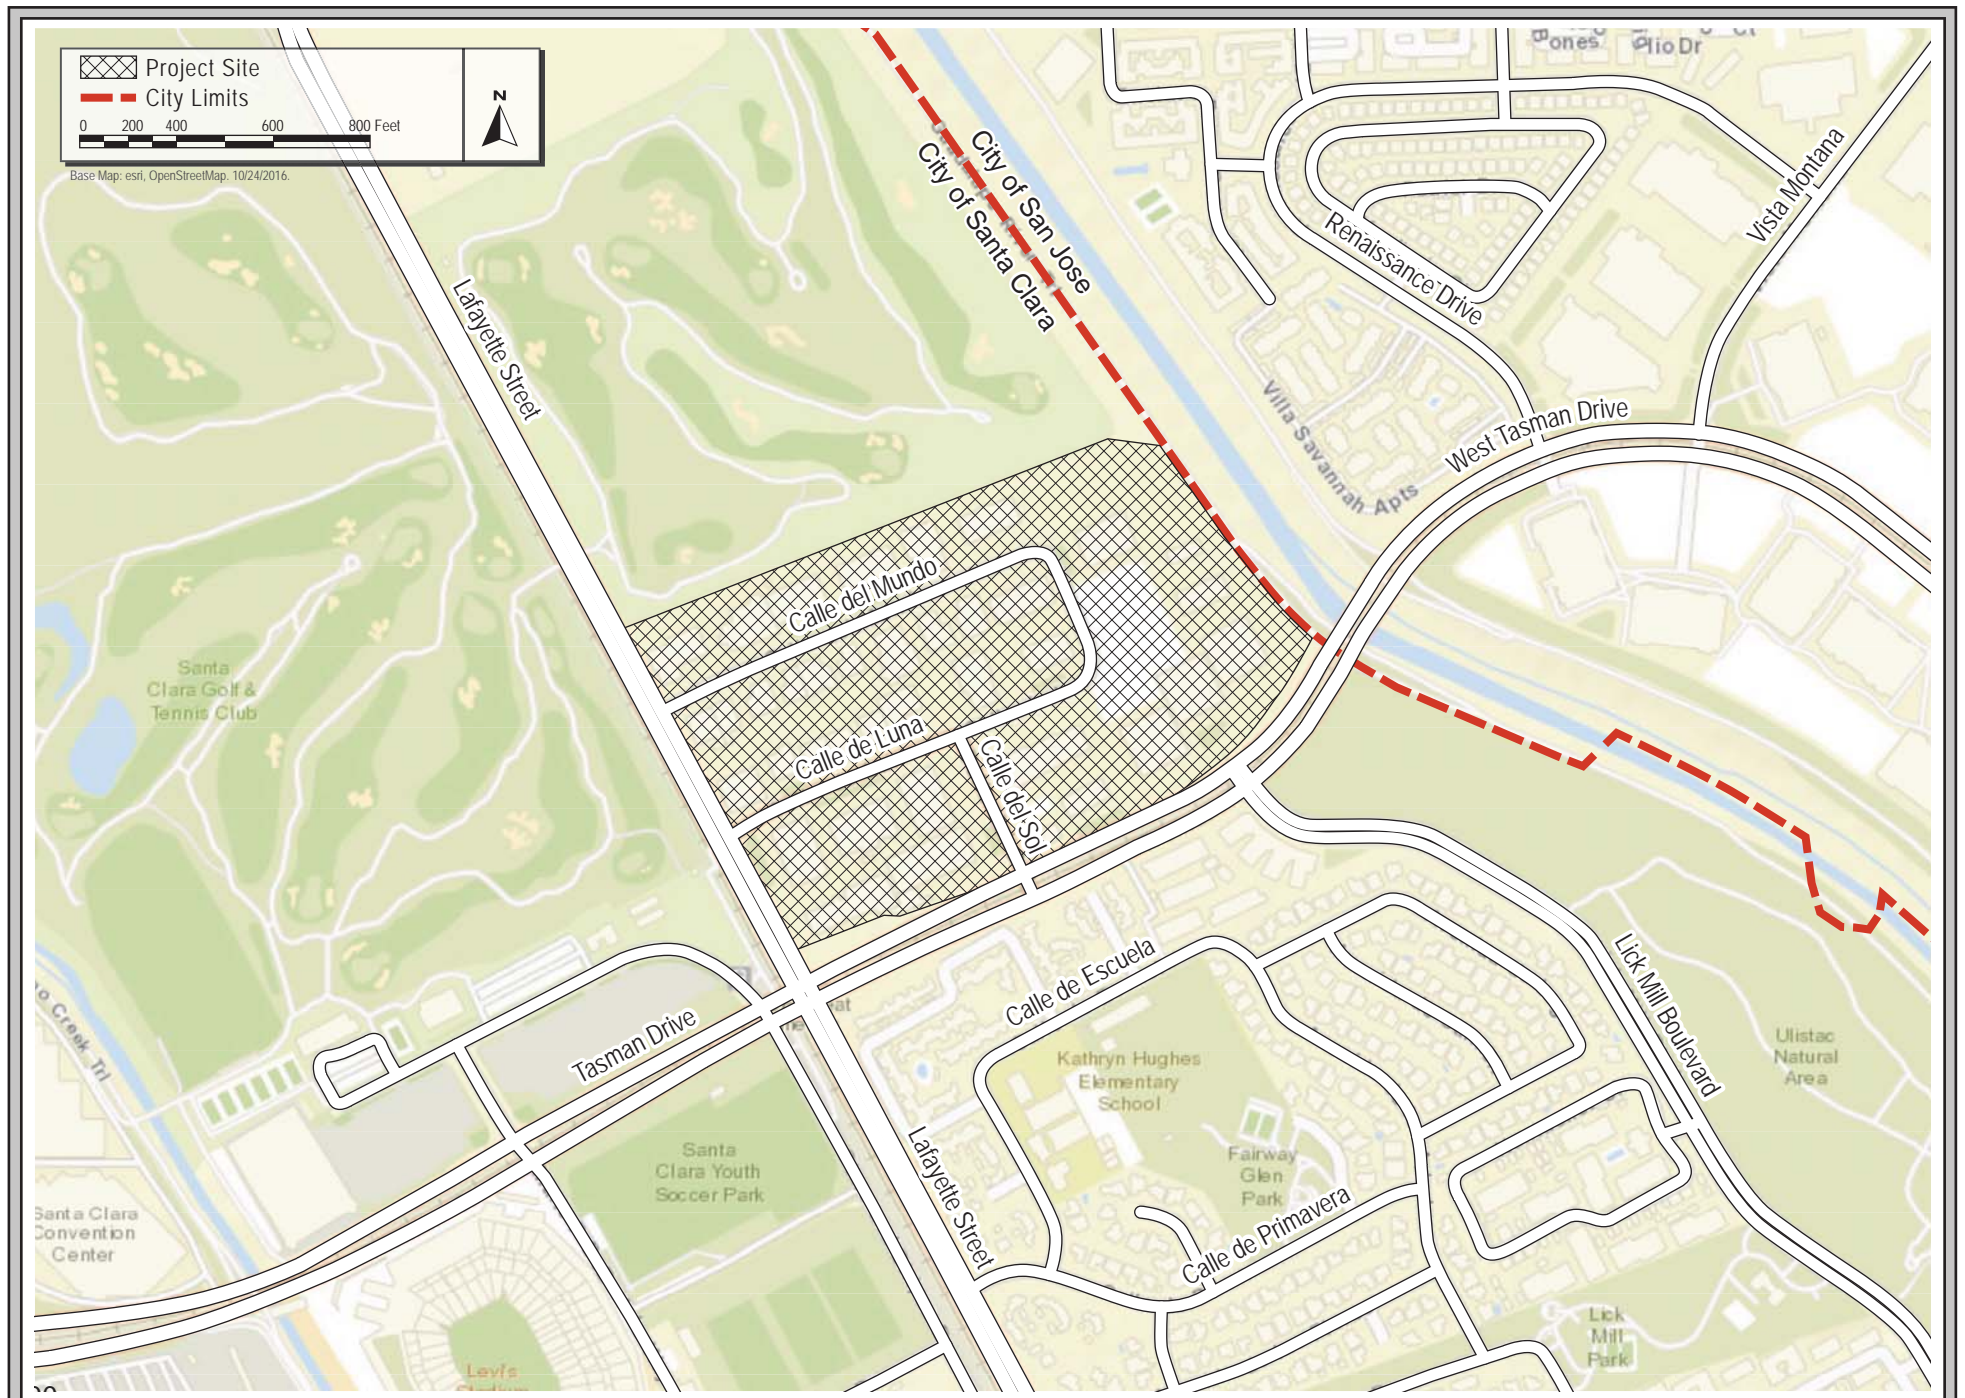 Project Site
City Limits
N
0 200 400 600 800 Feet
Base Map: esri, OpenStreetMap. 10/24/2016.
City of San Jose
City of Santa Clara
Bones
lio Dr
Ct
Vista Montana
Renaissance Drive
Lafayette Street
Villa Savannah Apts
West Tasman Drive
Calle del Mundo
Calle de Luna
Calle del Sol
Santa
Clara Golf &
Tennis Club
Creek Trl
Tasman Drive
Calle de Escuela
Lick Mill Boulevard
Kathryn Hughes
Elementary
School
Ulistac
Natural
Area
Santa
Clara Youth
Soccer Park
Fairway
Glen
Park
Lafayette Street
Calle de Primavera
Santa Clara
Convention
Center
Lick
Mill
Park
Levi's
Stadium